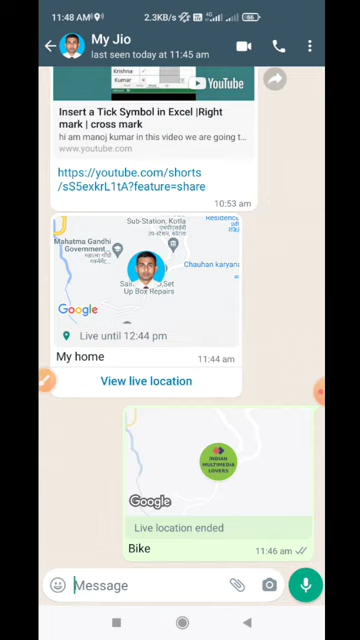 11:48 AM
2.3KB/s
66
My Jio
last seen today at 11:45 am
Krishna
Kumar
YouTube
Insert a Tick Symbol in Excel |Right
mark | cross mark
hi am manoj kumar in this video we are going t...
www.youtube.com
https://youtube.com/shorts
/sS5exkrL1tA?feature=share
10:53 am
Sub-Station, Kotla
Residence
Mahatma Gandhi
Government...
Chauhan karyana
Set
Up Box Repairs
Google
Live until 12:44 pm
My home
11:44 am
View live location
INDIAN
MULTIMEDIA
LOVERS
Google
Live location ended
Bike
11:46 am
Message